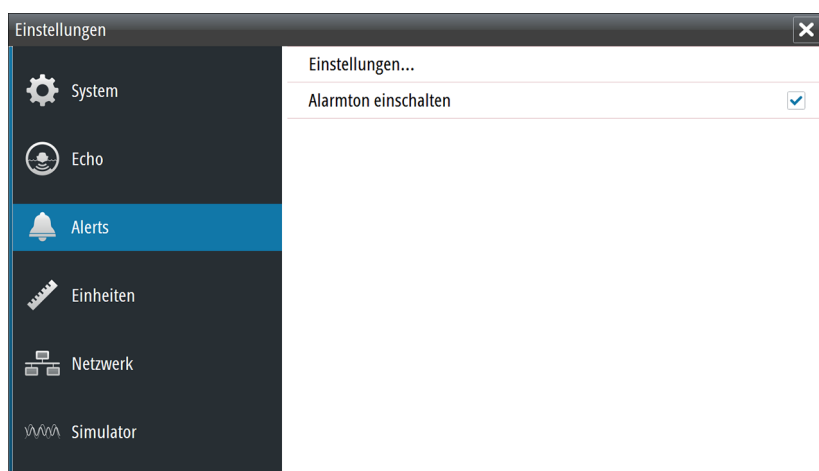 Einstellungen
System
Echo
Alerts
Einheiten
Netzwerk
Simulator
Einstellungen...
Alarmton einschalten